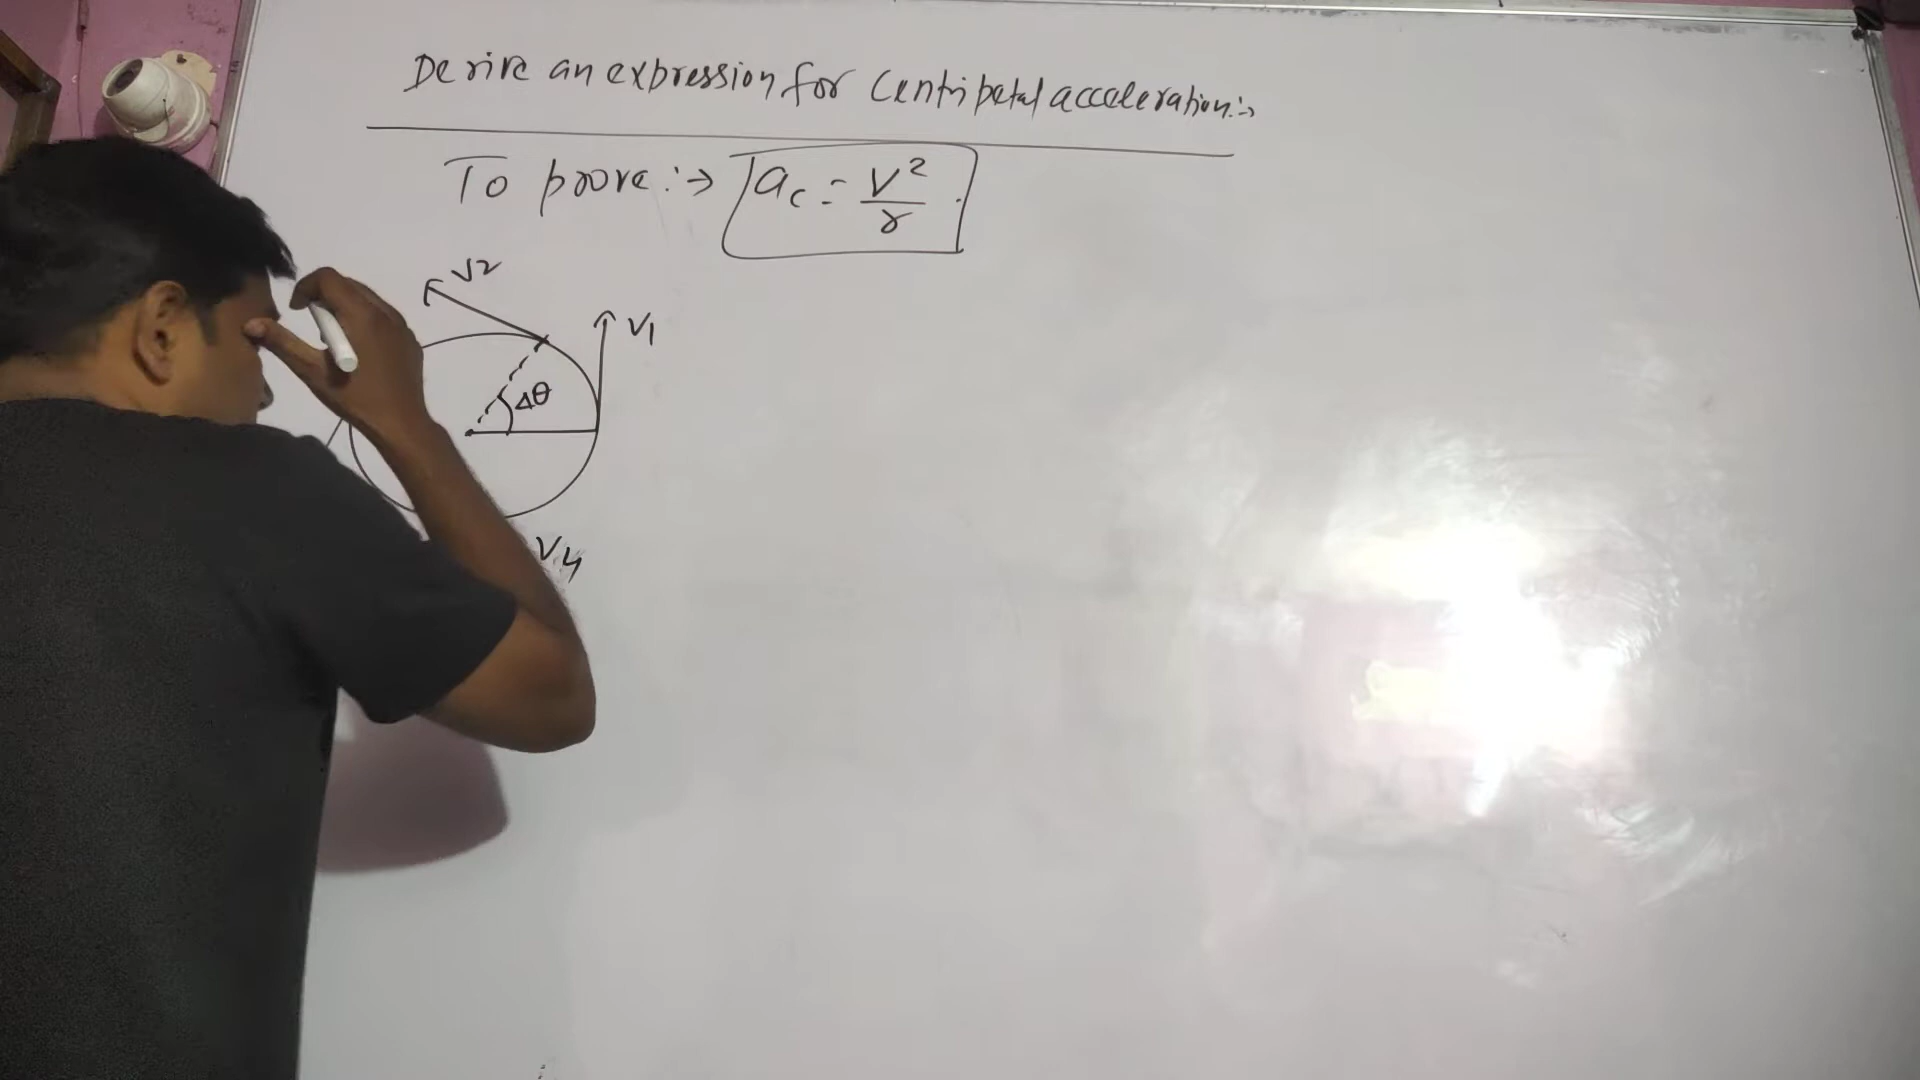 Derive an expression for Centripetal acceleration:→
To prove:→ ac = v²/r
V2
V1
Δθ
V4